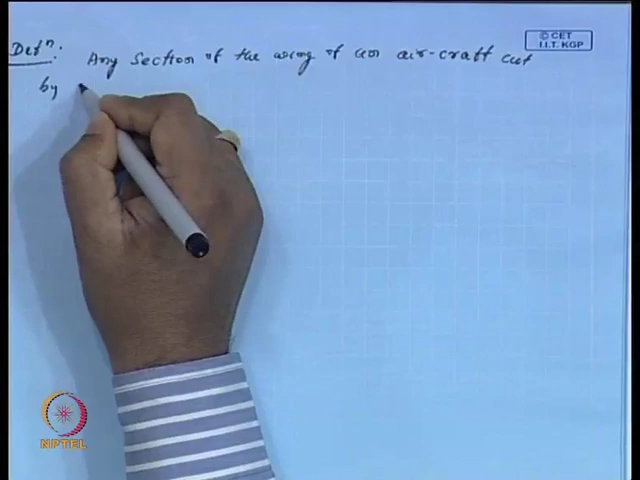 Defn: Any section of the wing of an air-craft cut
by
© CET
I.I.T. KGP
NPTEL